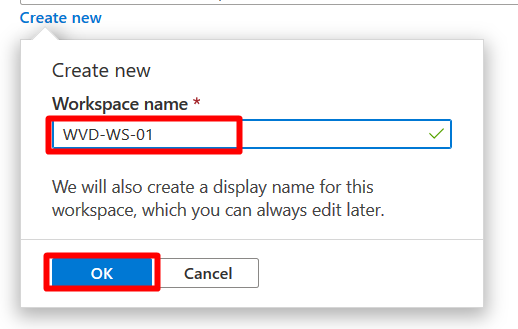 Create new
Create new
Workspace name *
WVD-WS-01
We will also create a display name for this
workspace, which you can always edit later.
OK Cancel